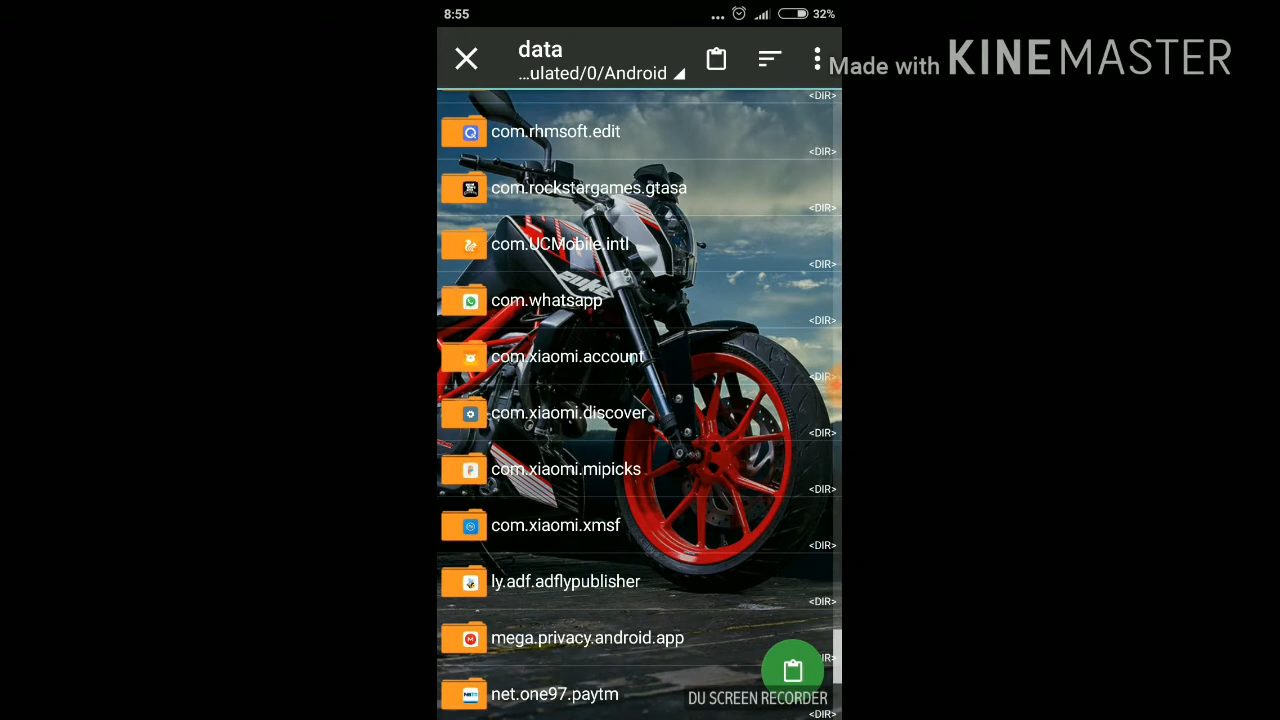 8:55
32%
data
...ulated/0/Android
Made with KINEMASTER
<DIR>
com.rhmsoft.edit
<DIR>
com.rockstargames.gtasa
<DIR>
com.UCMobile.intl
<DIR>
com.whatsapp
<DIR>
com.xiaomi.account
<DIR>
com.xiaomi.discover
<DIR>
com.xiaomi.mipicks
<DIR>
com.xiaomi.xmsf
<DIR>
ly.adf.adflypublisher
<DIR>
mega.privacy.android.app
net.one97.paytm
DU SCREEN RECORDER
<DIR>